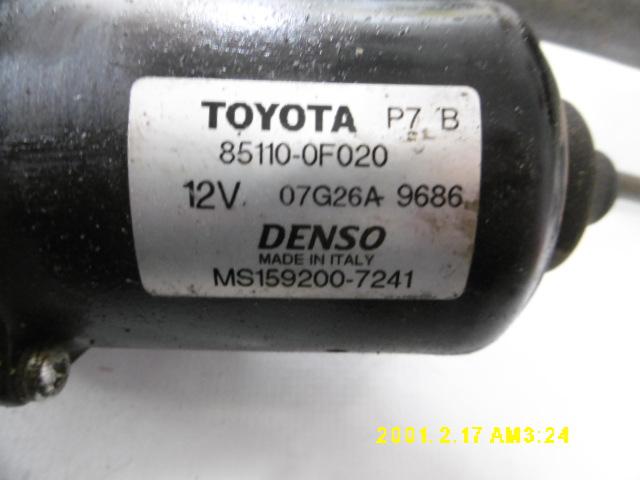 TOYOTA P7 B
85110-0F020
12V 07G26A 9686
DENSO
MADE IN ITALY
MS159200-7241
2001.2.17 AM3:24